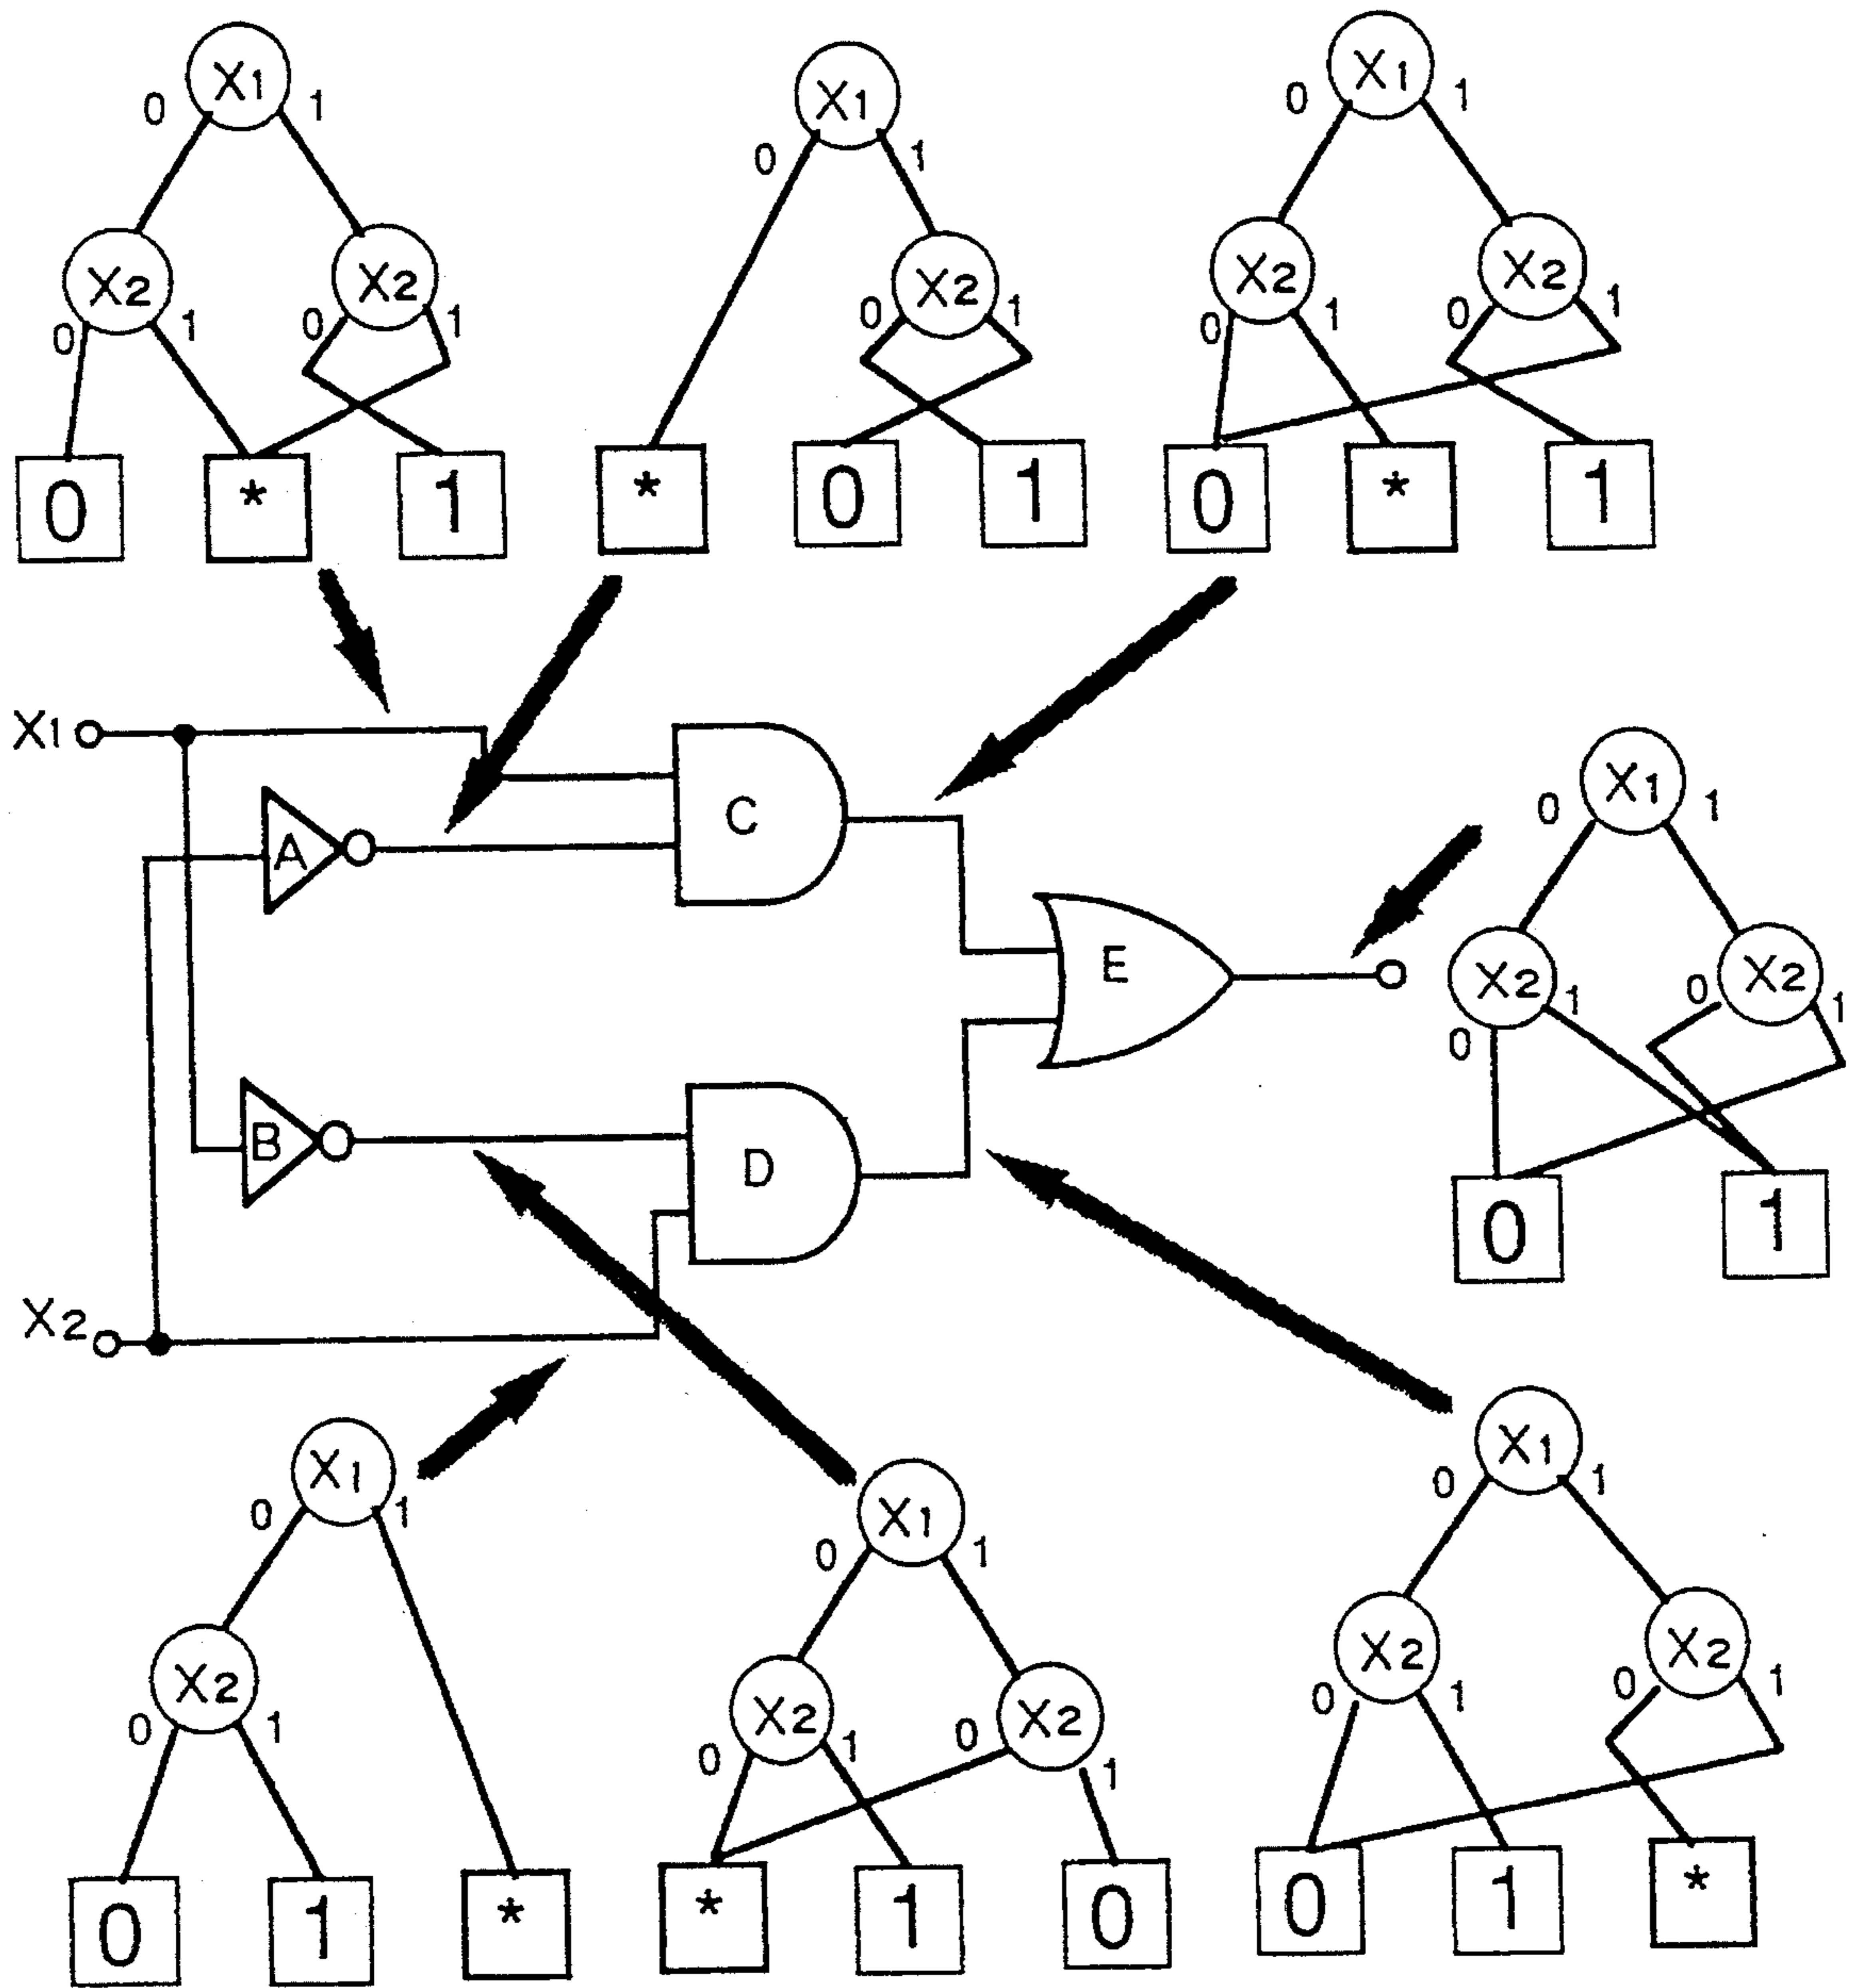 X1 X1 X1
0 1 0 1 0 1
X2 X2 X2 X2 X2
0 1 0 1 0 1 0 1 0 1
0 * 1 * 0 1 0 * 1
X1
C
A
X1
0 1
E
X2 X2
0 1 0 1
B
D
0 1
X2
X1 X1 X1
0 1 0 1 0 1
X2 X2 X2 X2 X2
0 1 0 1 0 1 0 1 0 1
0 1 * * 1 0 0 1 *